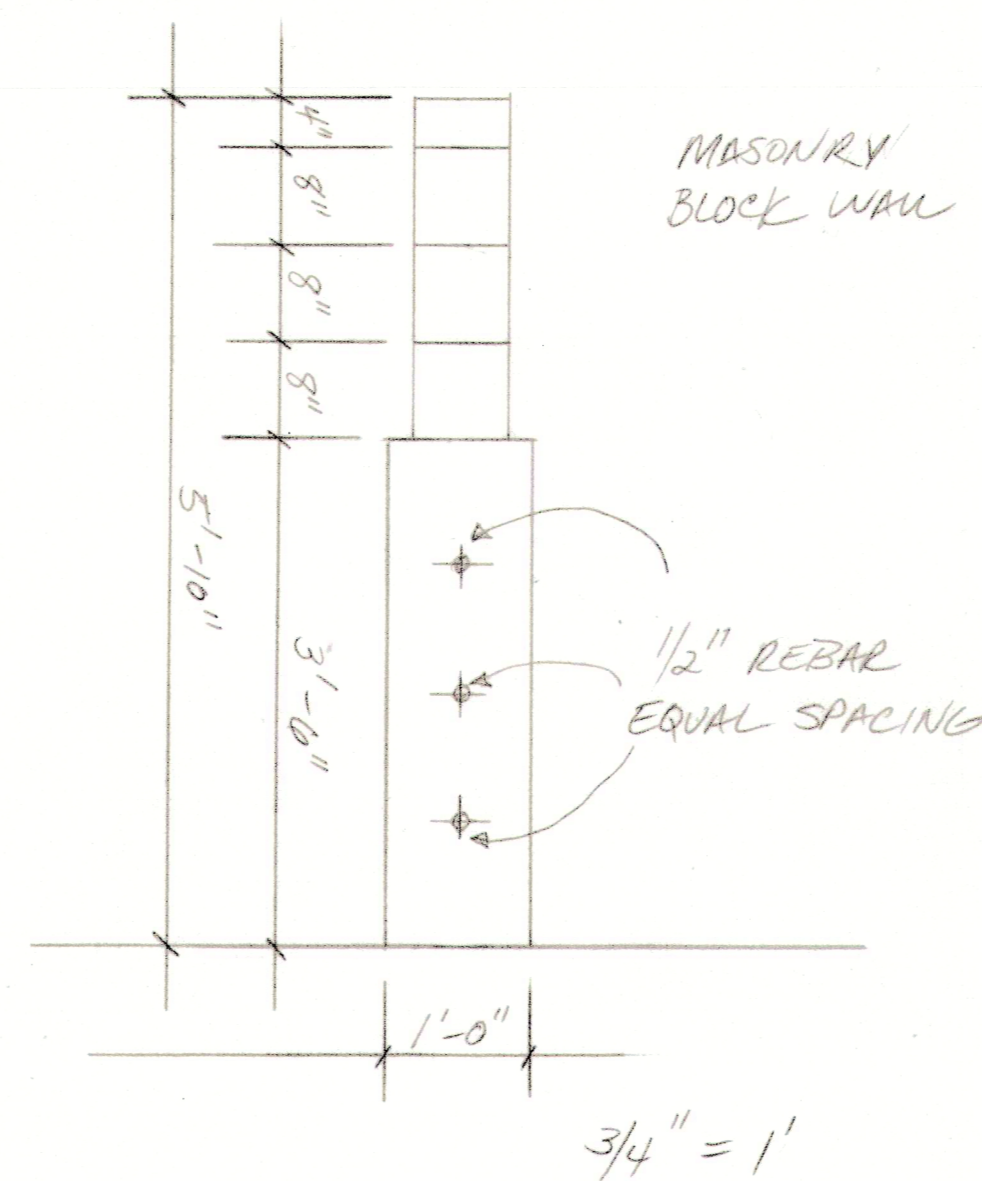 MASONRY
BLOCK WALL
4"
8"
8"
8"
5'-10"
3'-6"
1/2" REBAR
EQUAL SPACING
1'-0"
3/4" = 1'